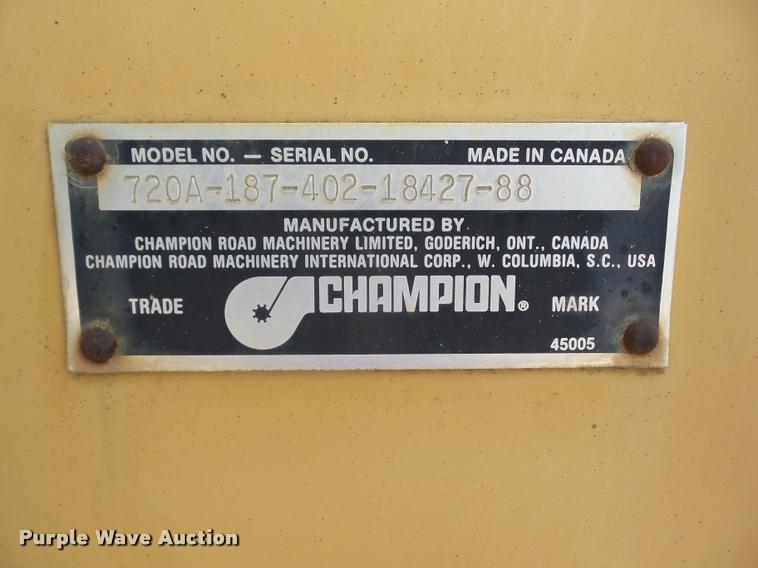 MODEL NO. — SERIAL NO. MADE IN CANADA
720A-187-402-18427-88
MANUFACTURED BY
CHAMPION ROAD MACHINERY LIMITED, GODERICH, ONT., CANADA
CHAMPION ROAD MACHINERY INTERNATIONAL CORP., W. COLUMBIA, S.C., USA
TRADE CHAMPION® MARK
45005
Purple Wave Auction